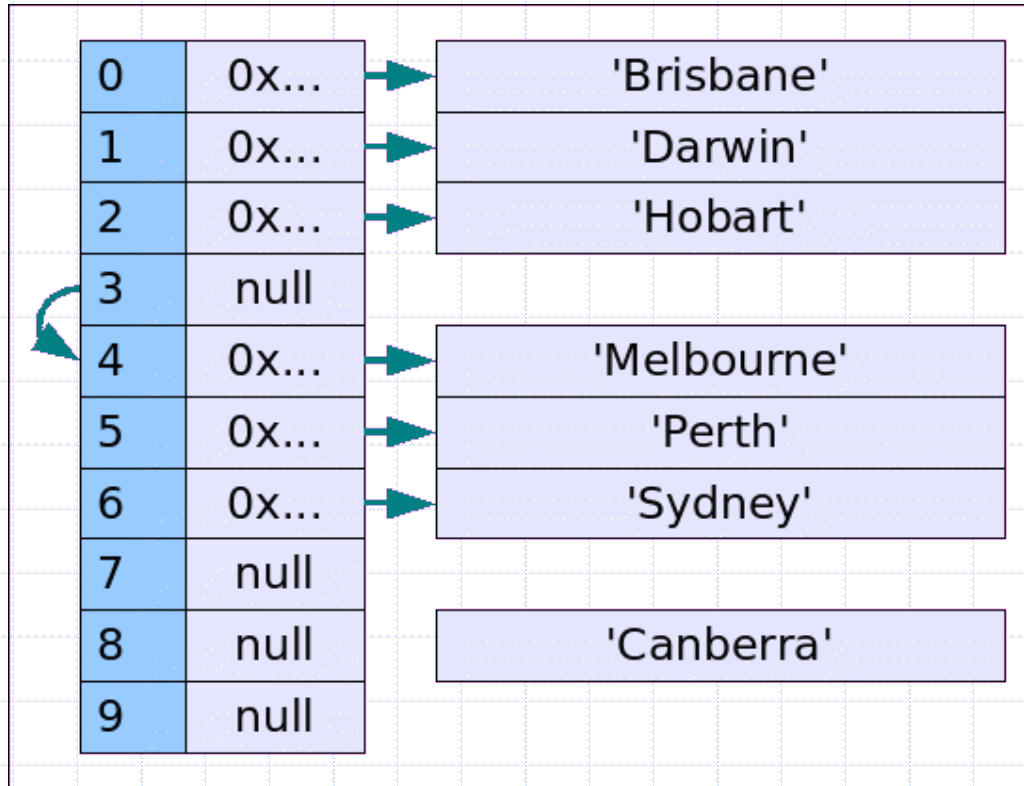 0 0x... 'Brisbane'
1 0x... 'Darwin'
2 0x... 'Hobart'
3 null
4 0x... 'Melbourne'
5 0x... 'Perth'
6 0x... 'Sydney'
7 null
8 null 'Canberra'
9 null